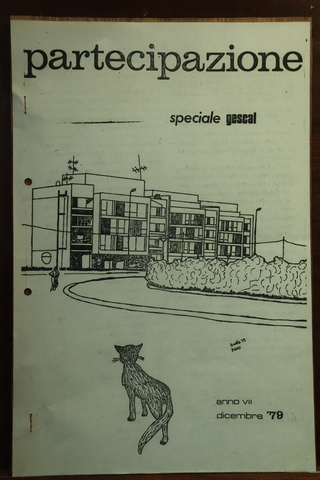 partecipazione
speciale gescal
anno VII
dicembre '79